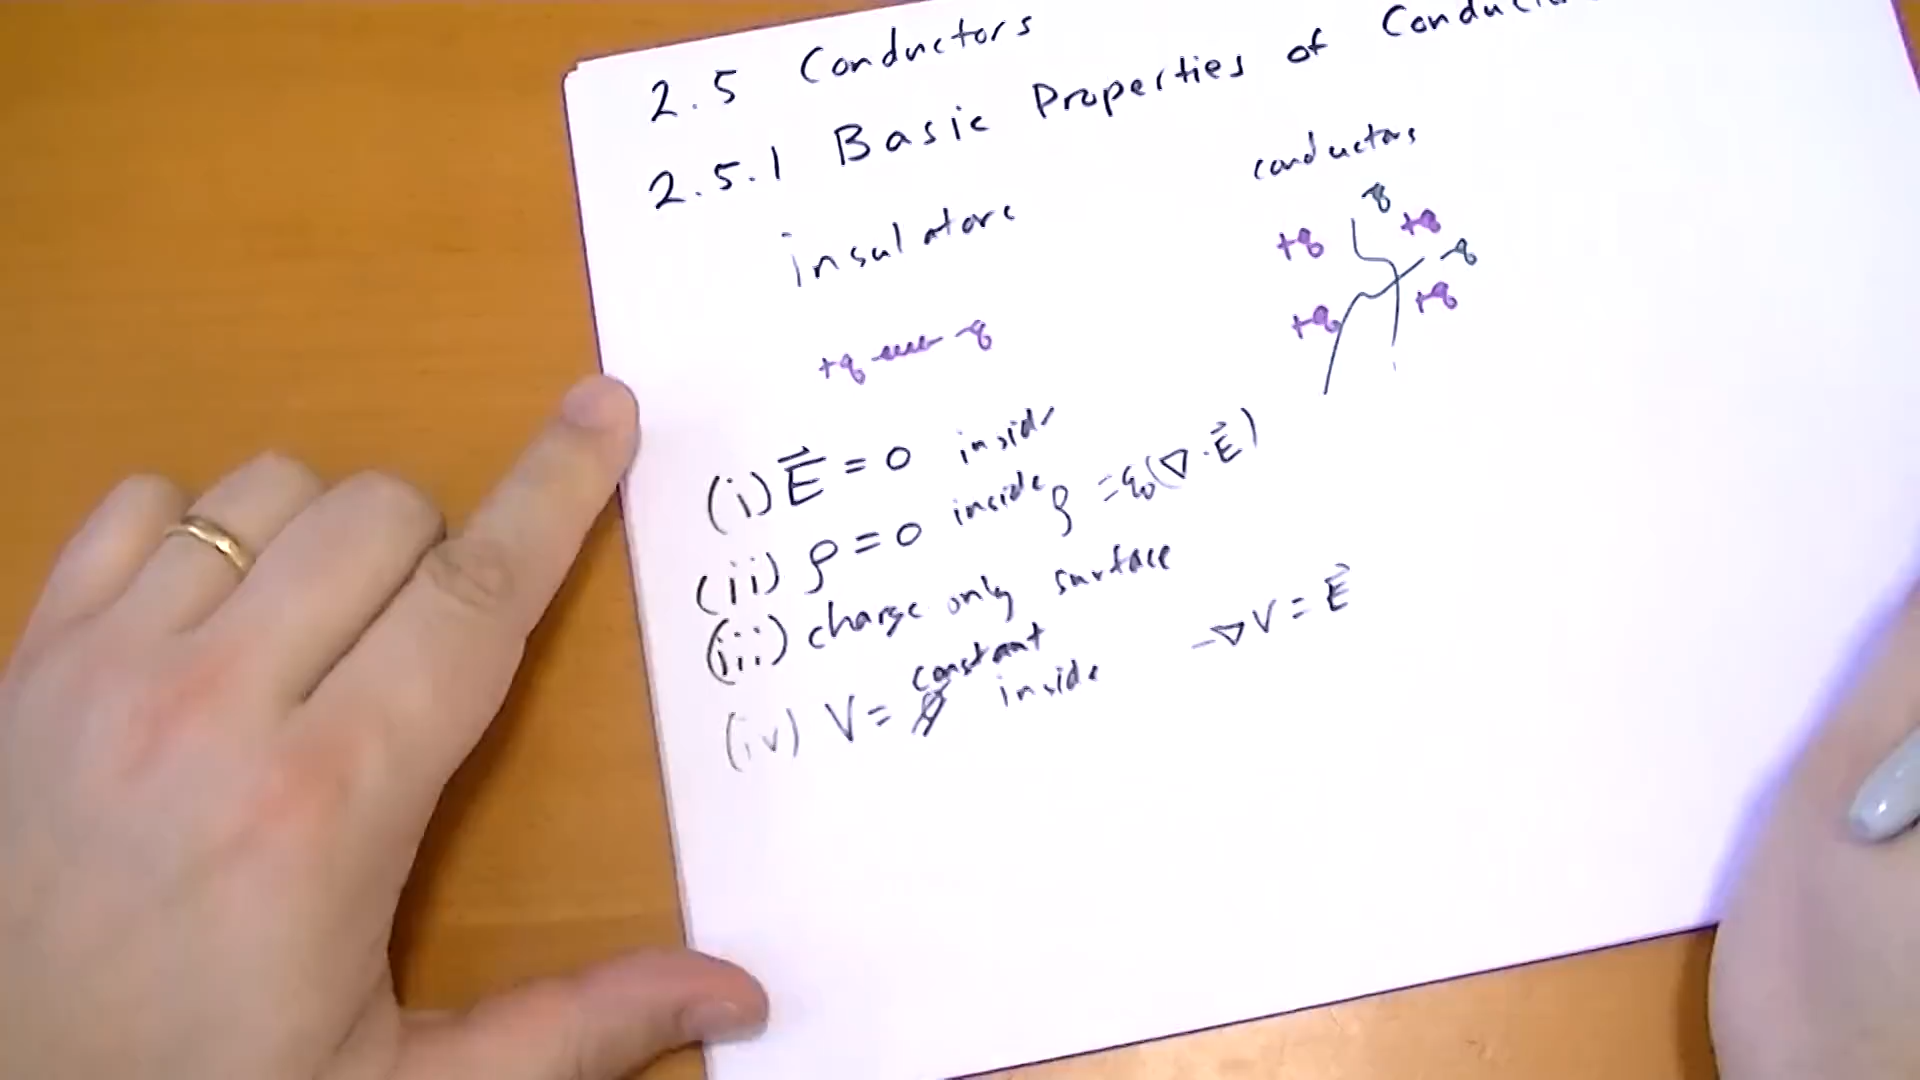 2.5 Conductors
2.5.1 Basic Properties of
insulators
conductors
+q -q
q
+q +q
-q
+q +q
(i) E⃗ = 0 inside
(ii) ρ = 0 inside ρ = ε₀(∇ · E⃗)
(iii) charge only surface
(iv) V = constant inside -∇V = E⃗